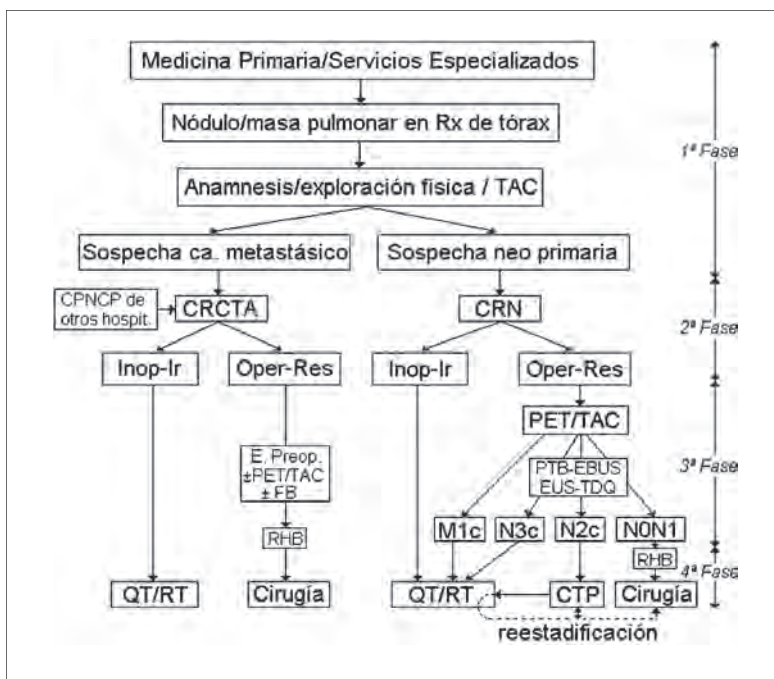 Medicina Primaria/Servicios Especializados
Nódulo/masa pulmonar en Rx de tórax
1ª Fase
Anamnesis/exploración física / TAC
Sospecha ca. metastásico
Sospecha neo primaria
CPNCP de
otros hospit.
CRCTA
CRN
2ª Fase
Inop-Ir
Oper-Res
Inop-Ir
Oper-Res
PET/TAC
E. Preop.
±PET/TAC
± FB
PTB-EBUS
EUS-TDQ
3ª Fase
RHB
M1c
N3c
N2c
N0N1
RHB
4ª Fase
QT/RT
Cirugía
QT/RT
CTP
Cirugía
reestadificación